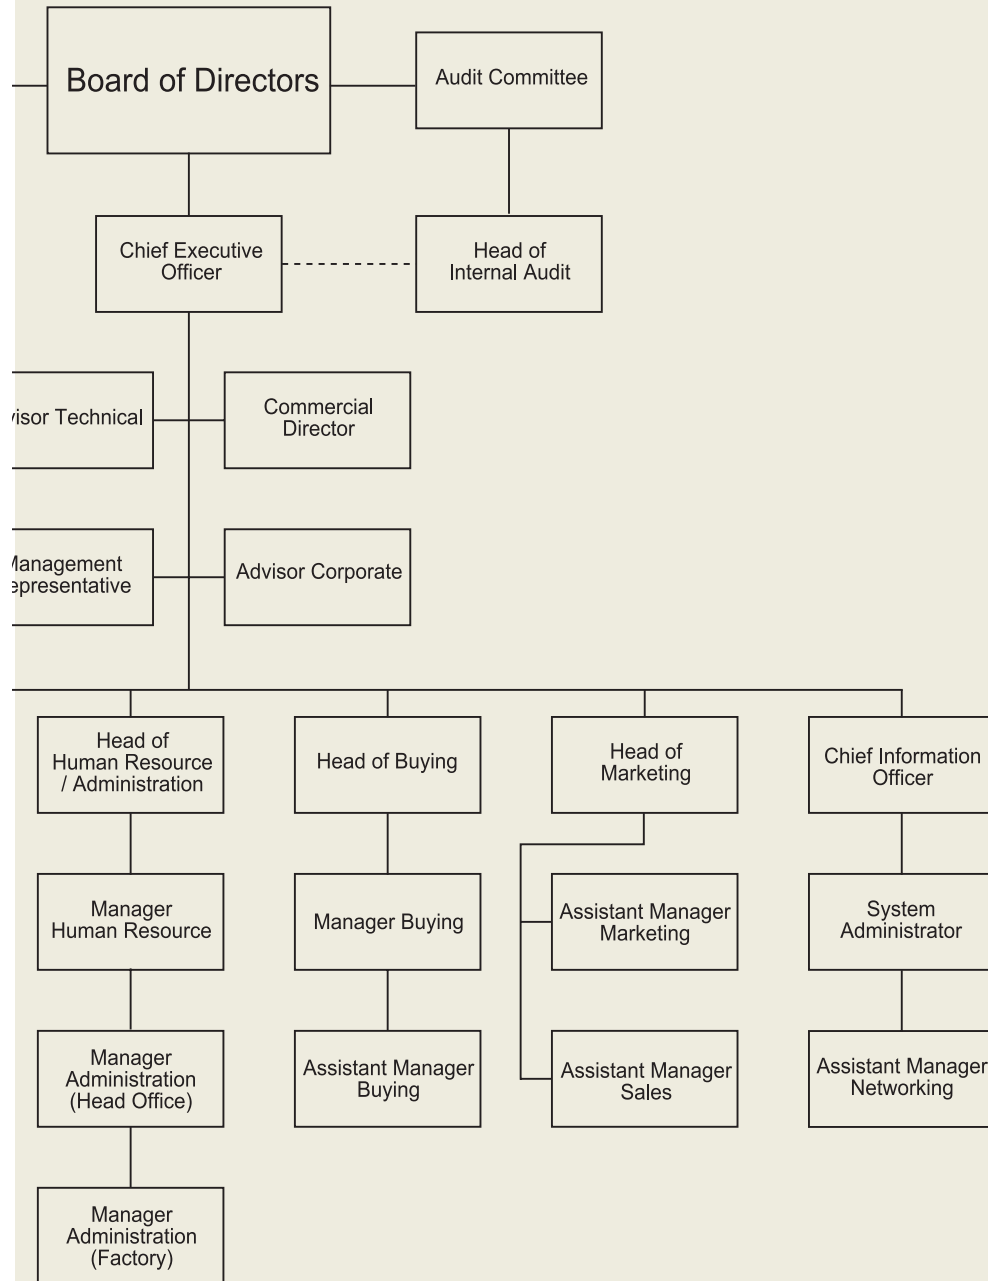 Board of Directors
Audit Committee
Chief Executive
Officer
Head of
Internal Audit
Technical
Commercial
Director
Management
Advisor Corporate
Head of
Human Resource
/ Administration
Head of Buying
Head of
Marketing
Chief Information
Officer
Manager
Human Resource
Manager Buying
Assistant Manager
Marketing
System
Administrator
Manager
Administration
(Head Office)
Assistant Manager
Buying
Assistant Manager
Sales
Assistant Manager
Networking
Manager
Administration
(Factory)